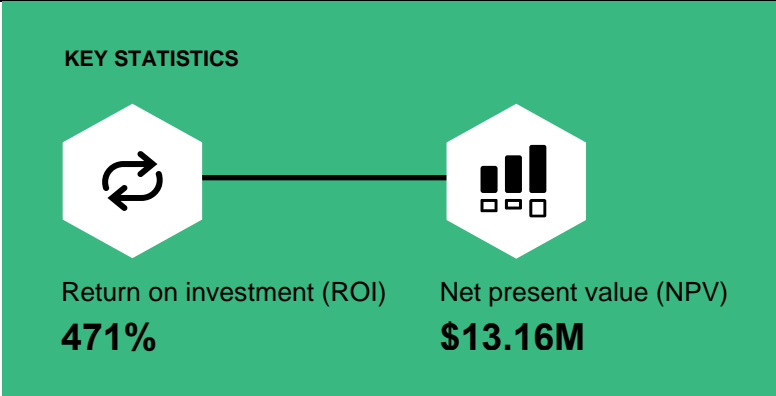 KEY STATISTICS
Return on investment (ROI)
471%
Net present value (NPV)
$13.16M